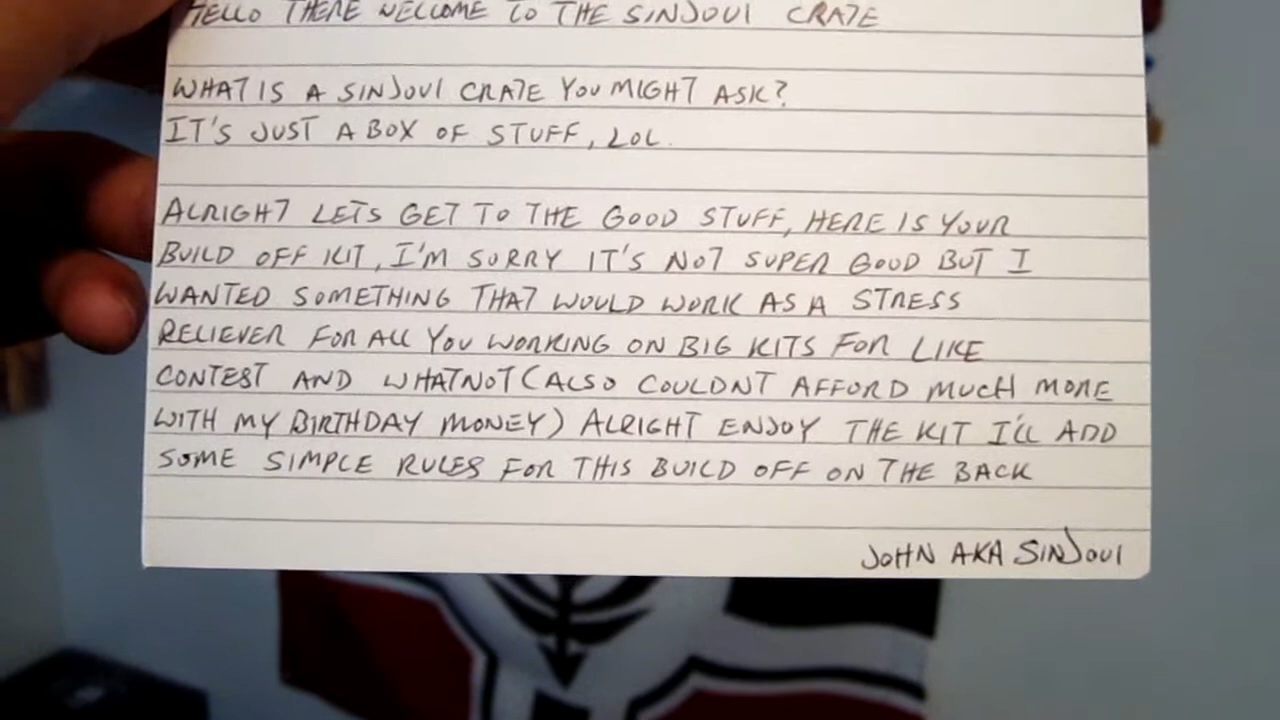 HELLO THERE WELLCOME TO THE SINJOUI CRATE
WHAT IS A SINJOUI CRATE YOU MIGHT ASK?
IT'S JUST A BOX OF STUFF, LOL.
ALRIGHT LETS GET TO THE GOOD STUFF, HERE IS YOUR
BUILD OFF KIT, I'M SORRY IT'S NOT SUPER GOOD BUT I
WANTED SOMETHING THAT WOULD WORK AS A STRESS
RELIEVER FOR ALL YOU WORKING ON BIG KITS FOR LIKE
CONTEST AND WHATNOT (ALSO COULDNT AFFORD MUCH MORE
WITH MY BIRTHDAY MONEY) ALRIGHT ENJOY THE KIT I'LL ADD
SOME SIMPLE RULES FOR THIS BUILD OFF ON THE BACK
JOHN AKA SINJOUI